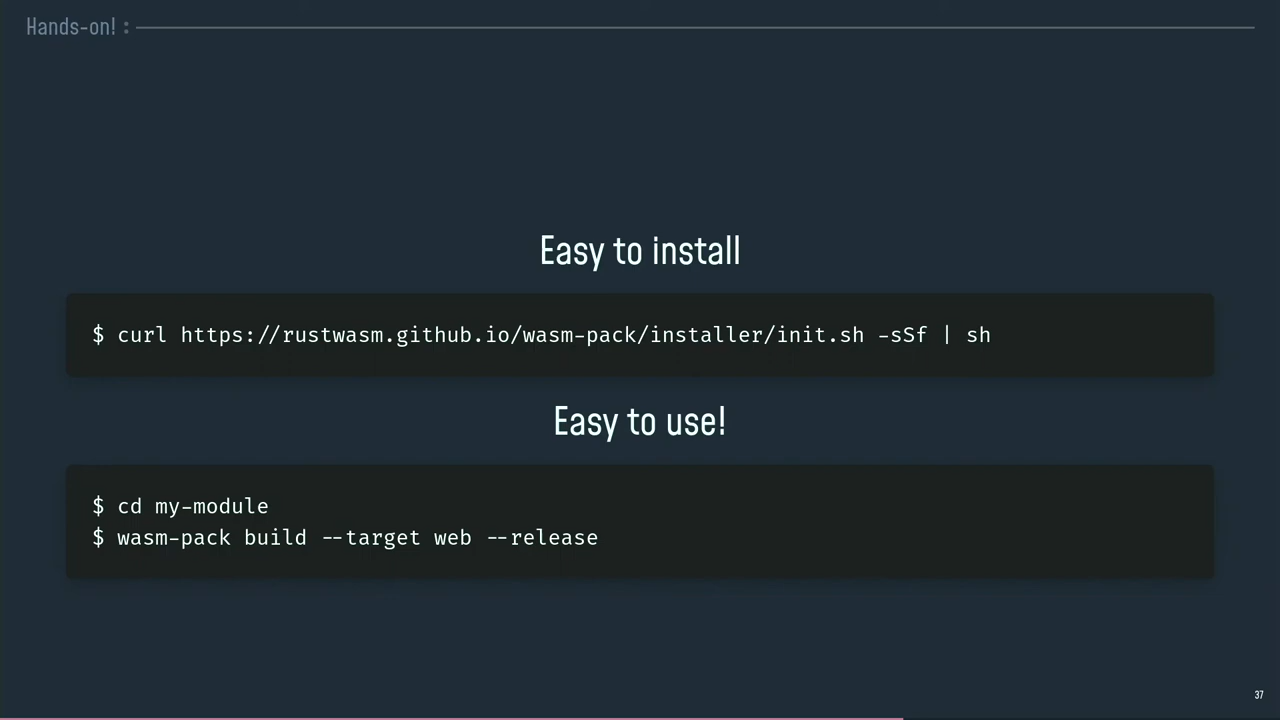 Hands-on! :
Easy to install
$ curl https://rustwasm.github.io/wasm-pack/installer/init.sh -sSf | sh
Easy to use!
$ cd my-module
$ wasm-pack build --target web --release
37